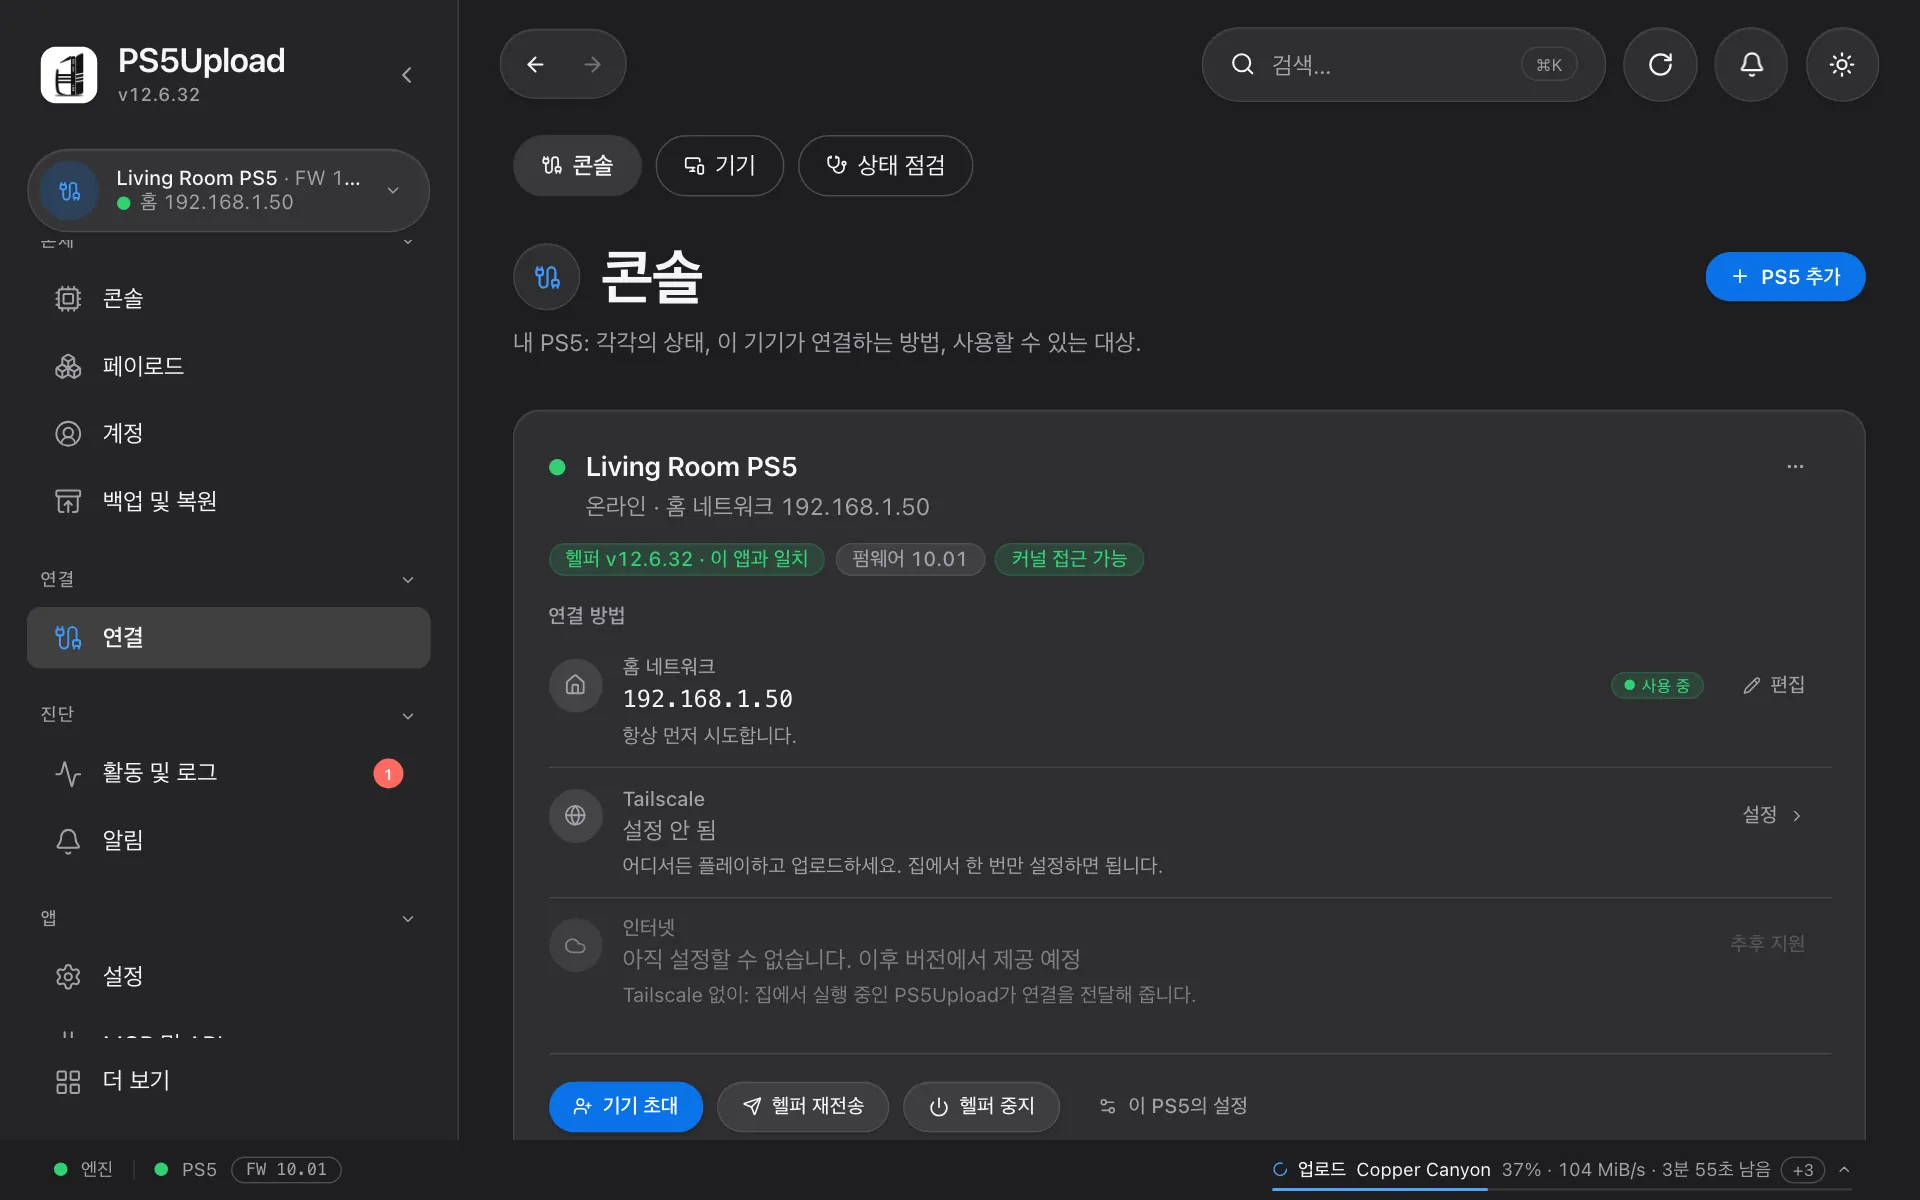 PS5Upload
v12.6.32
Living Room PS5 · FW 1...
홈 192.168.1.50
콘솔
페이로드
계정
백업 및 복원
연결
연결
진단
활동 및 로그
1
알림
앱
설정
더 보기
검색...
⌘K
콘솔
기기
상태 점검
콘솔
PS5 추가
내 PS5: 각각의 상태, 이 기기가 연결하는 방법, 사용할 수 있는 대상.
Living Room PS5
온라인 · 홈 네트워크 192.168.1.50
헬퍼 v12.6.32 · 이 앱과 일치
펌웨어 10.01
커널 접근 가능
연결 방법
홈 네트워크
192.168.1.50
항상 먼저 시도합니다.
사용 중
편집
Tailscale
설정 안 됨
어디서든 플레이하고 업로드하세요. 집에서 한 번만 설정하면 됩니다.
설정
인터넷
아직 설정할 수 없습니다. 이후 버전에서 제공 예정
Tailscale 없이: 집에서 실행 중인 PS5Upload가 연결을 전달해 줍니다.
추후 지원
기기 초대
헬퍼 재전송
헬퍼 중지
이 PS5의 설정
엔진
PS5
FW 10.01
업로드 Copper Canyon 37% · 104 MiB/s · 3분 55초 남음
+3